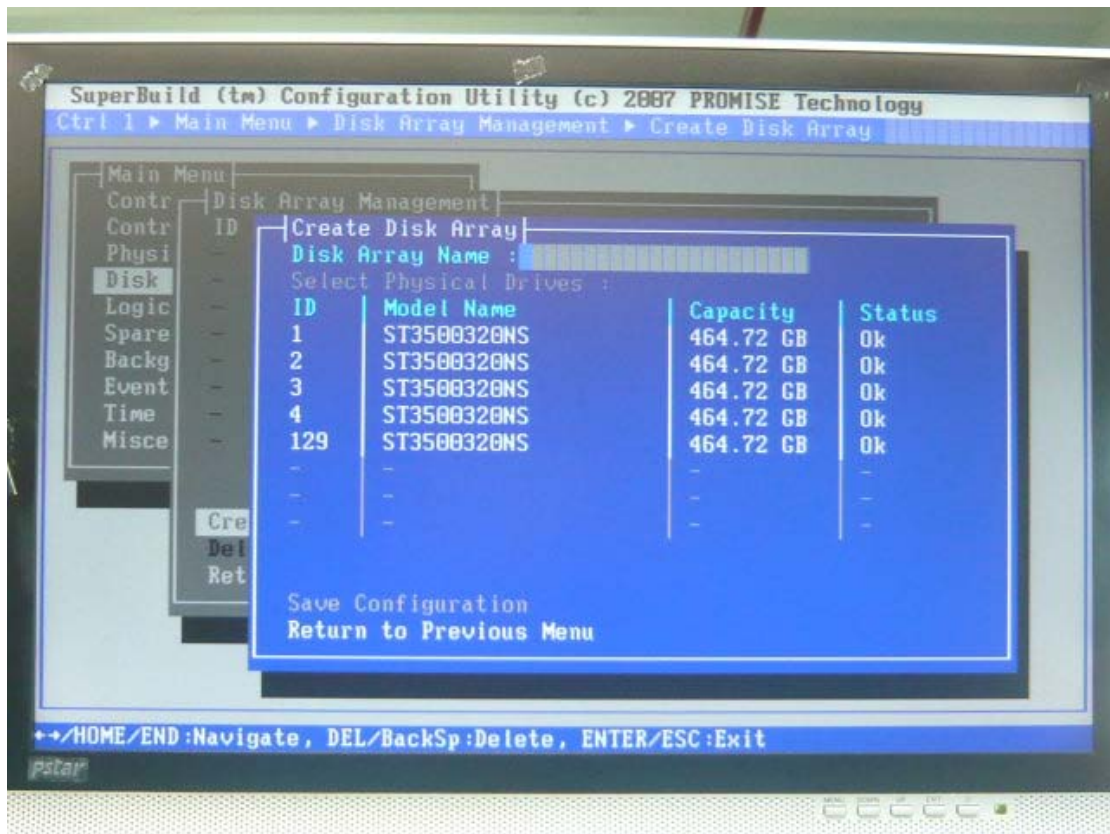 SuperBuild (tm) Configuration Utility (c) 2007 PROMISE Technology
Ctrl 1 ▶ Main Menu ▶ Disk Array Management ▶ Create Disk Array
Main Menu
Contr
Contr
Physi
Disk
Logic
Spare
Backg
Event
Time
Misce
Disk Array Management
ID
Cre
Del
Ret
Create Disk Array
Disk Array Name :
Select Physical Drives :
ID Model Name Capacity Status
1 ST3500320NS 464.72 GB Ok
2 ST3500320NS 464.72 GB Ok
3 ST3500320NS 464.72 GB Ok
4 ST3500320NS 464.72 GB Ok
129 ST3500320NS 464.72 GB Ok
- - - -
- - - -
- - - -
Save Configuration
Return to Previous Menu
←→/HOME/END:Navigate, DEL/BackSp:Delete, ENTER/ESC:Exit
pstar